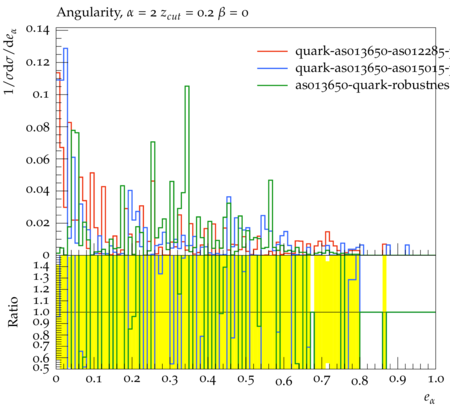 Angularity, α = 2 z_cut = 0.2 β = 0
1/σdσ/de_α
0.14
0.12
0.1
0.08
0.06
0.04
0.02
0
quark-as013650-as012285-
quark-as013650-as015015-
as013650-quark-robustnes
Ratio
1.4
1.3
1.2
1.1
1.0
0.9
0.8
0.7
0.6
0.5
0 0.1 0.2 0.3 0.4 0.5 0.6 0.7 0.8 0.9 1.0
e_α